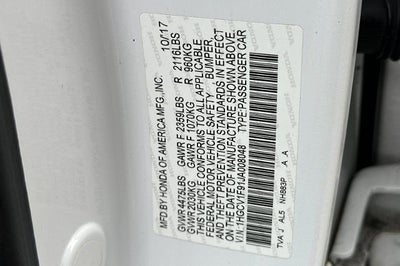 MFD. BY HONDA OF AMERICA MFG., INC. 10/17
GVWR 4475LBS GAWR F 2359LBS R 2116LBS
GVWR 2030KG GAWR F 1070KG R 960KG
THIS VEHICLE CONFORMS TO ALL APPLICABLE
FEDERAL MOTOR VEHICLE SAFETY, BUMPER,
AND THEFT PREVENTION STANDARDS IN EFFECT
ON THE DATE OF MANUFACTURE SHOWN ABOVE.
V.I.N.:1HGCV1F91JA008048 TYPE:PASSENGER CAR
TVA J AL5 NH883P A A